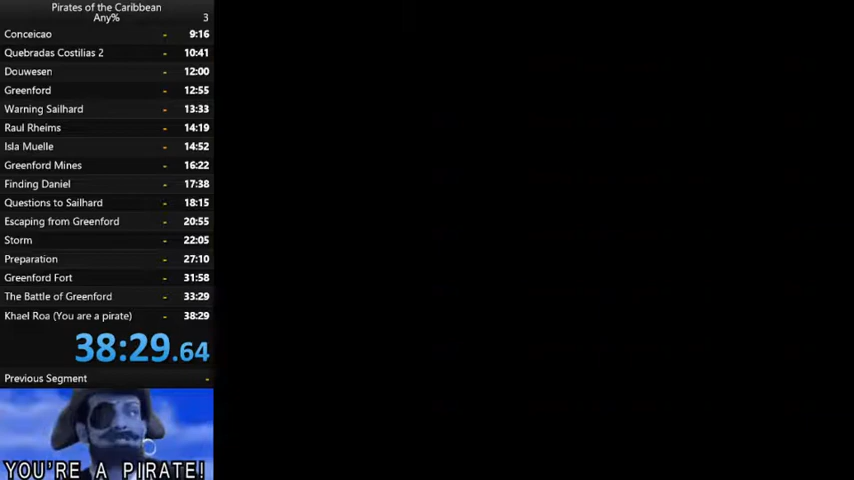 Pirates of the Caribbean
Any% 3
Conceicao - 9:16
Quebradas Costilias 2 - 10:41
Douwesen - 12:00
Greenford - 12:55
Warning Sailhard - 13:33
Raul Rheims - 14:19
Isla Muelle - 14:52
Greenford Mines - 16:22
Finding Daniel - 17:38
Questions to Sailhard - 18:15
Escaping from Greenford - 20:55
Storm - 22:05
Preparation - 27:10
Greenford Fort - 31:58
The Battle of Greenford - 33:29
Khael Roa (You are a pirate) - 38:29
38:29.64
Previous Segment -
YOU'RE A PIRATE!